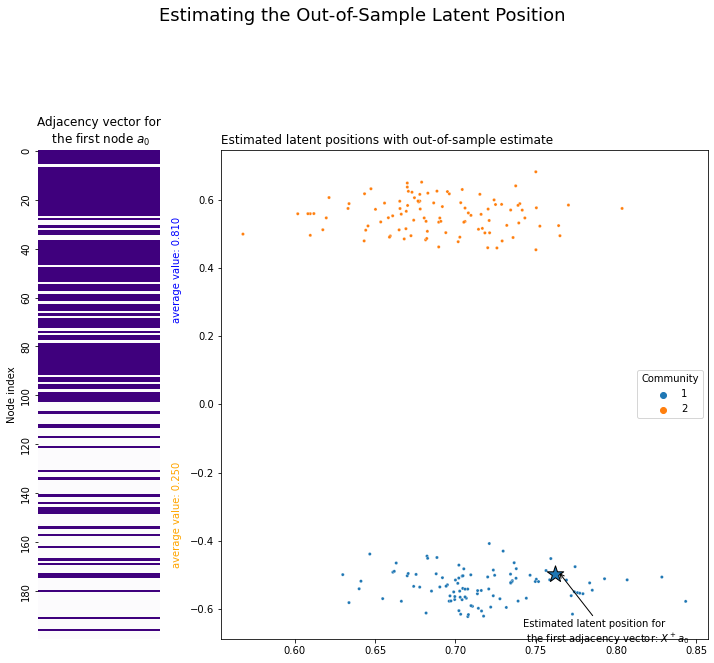 Estimating the Out-of-Sample Latent Position
Adjacency vector for
the first node a₀
Node index
0
20
40
60
80
100
120
140
160
180
average value: 0.810
average value: 0.250
Estimated latent positions with out-of-sample estimate
0.6
0.4
0.2
0.0
−0.2
−0.4
−0.6
0.60
0.65
0.70
0.75
0.80
0.85
Community
1
2
Estimated latent position for
the first adjacency vector: X⁺a₀